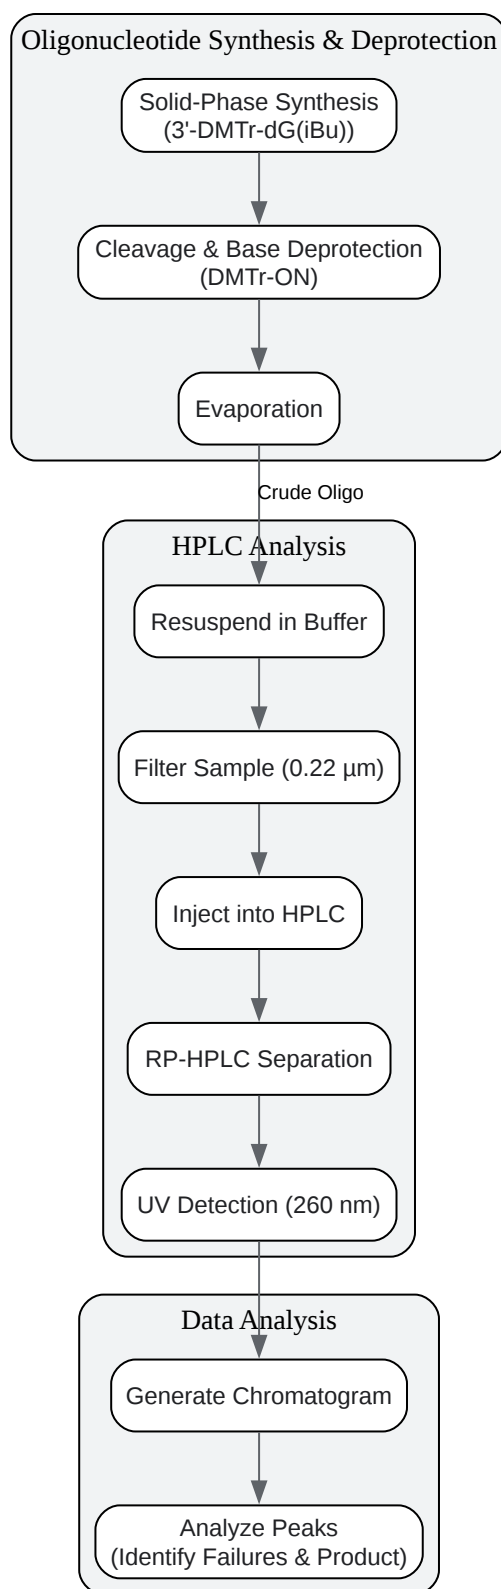 Oligonucleotide Synthesis & Deprotection
Solid-Phase Synthesis
(3'-DMTr-dG(iBu))
Cleavage & Base Deprotection
(DMTr-ON)
Evaporation
Crude Oligo
HPLC Analysis
Resuspend in Buffer
Filter Sample (0.22 µm)
Inject into HPLC
RP-HPLC Separation
UV Detection (260 nm)
Data Analysis
Generate Chromatogram
Analyze Peaks
(Identify Failures & Product)